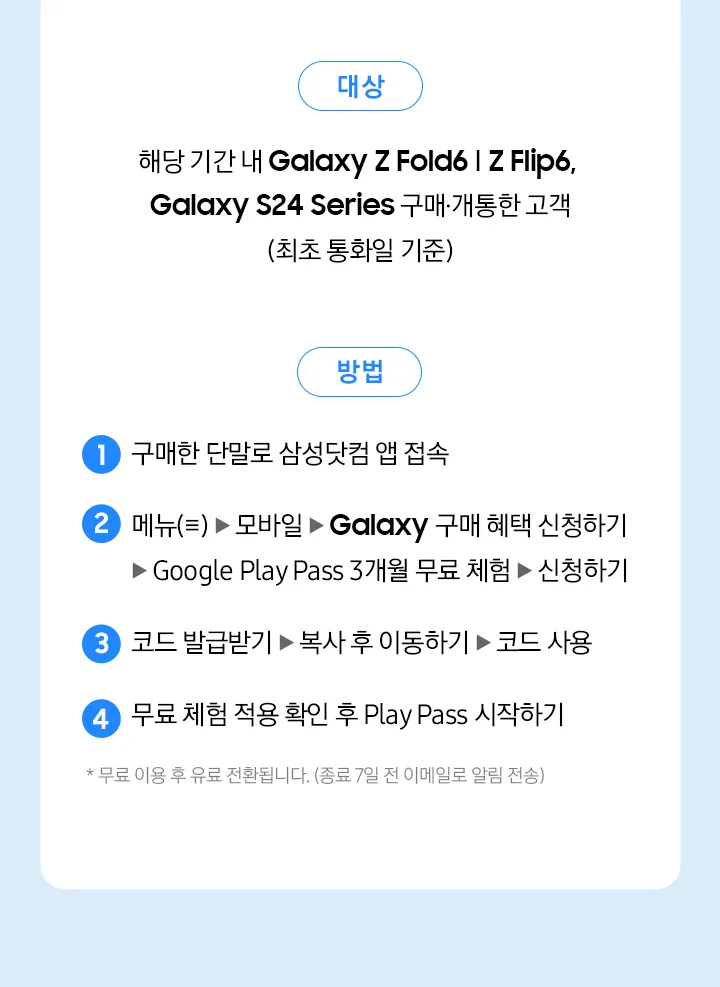 대상
해당 기간 내 Galaxy Z Fold6 | Z Flip6,
Galaxy S24 Series 구매·개통한 고객
(최초 통화일 기준)
방법
1 구매한 단말로 삼성닷컴 앱 접속
2 메뉴(≡) ▶ 모바일 ▶ Galaxy 구매 혜택 신청하기
▶ Google Play Pass 3개월 무료 체험 ▶ 신청하기
3 코드 발급받기 ▶ 복사 후 이동하기 ▶ 코드 사용
4 무료 체험 적용 확인 후 Play Pass 시작하기
* 무료 이용 후 유료 전환됩니다. (종료 7일 전 이메일로 알림 전송)